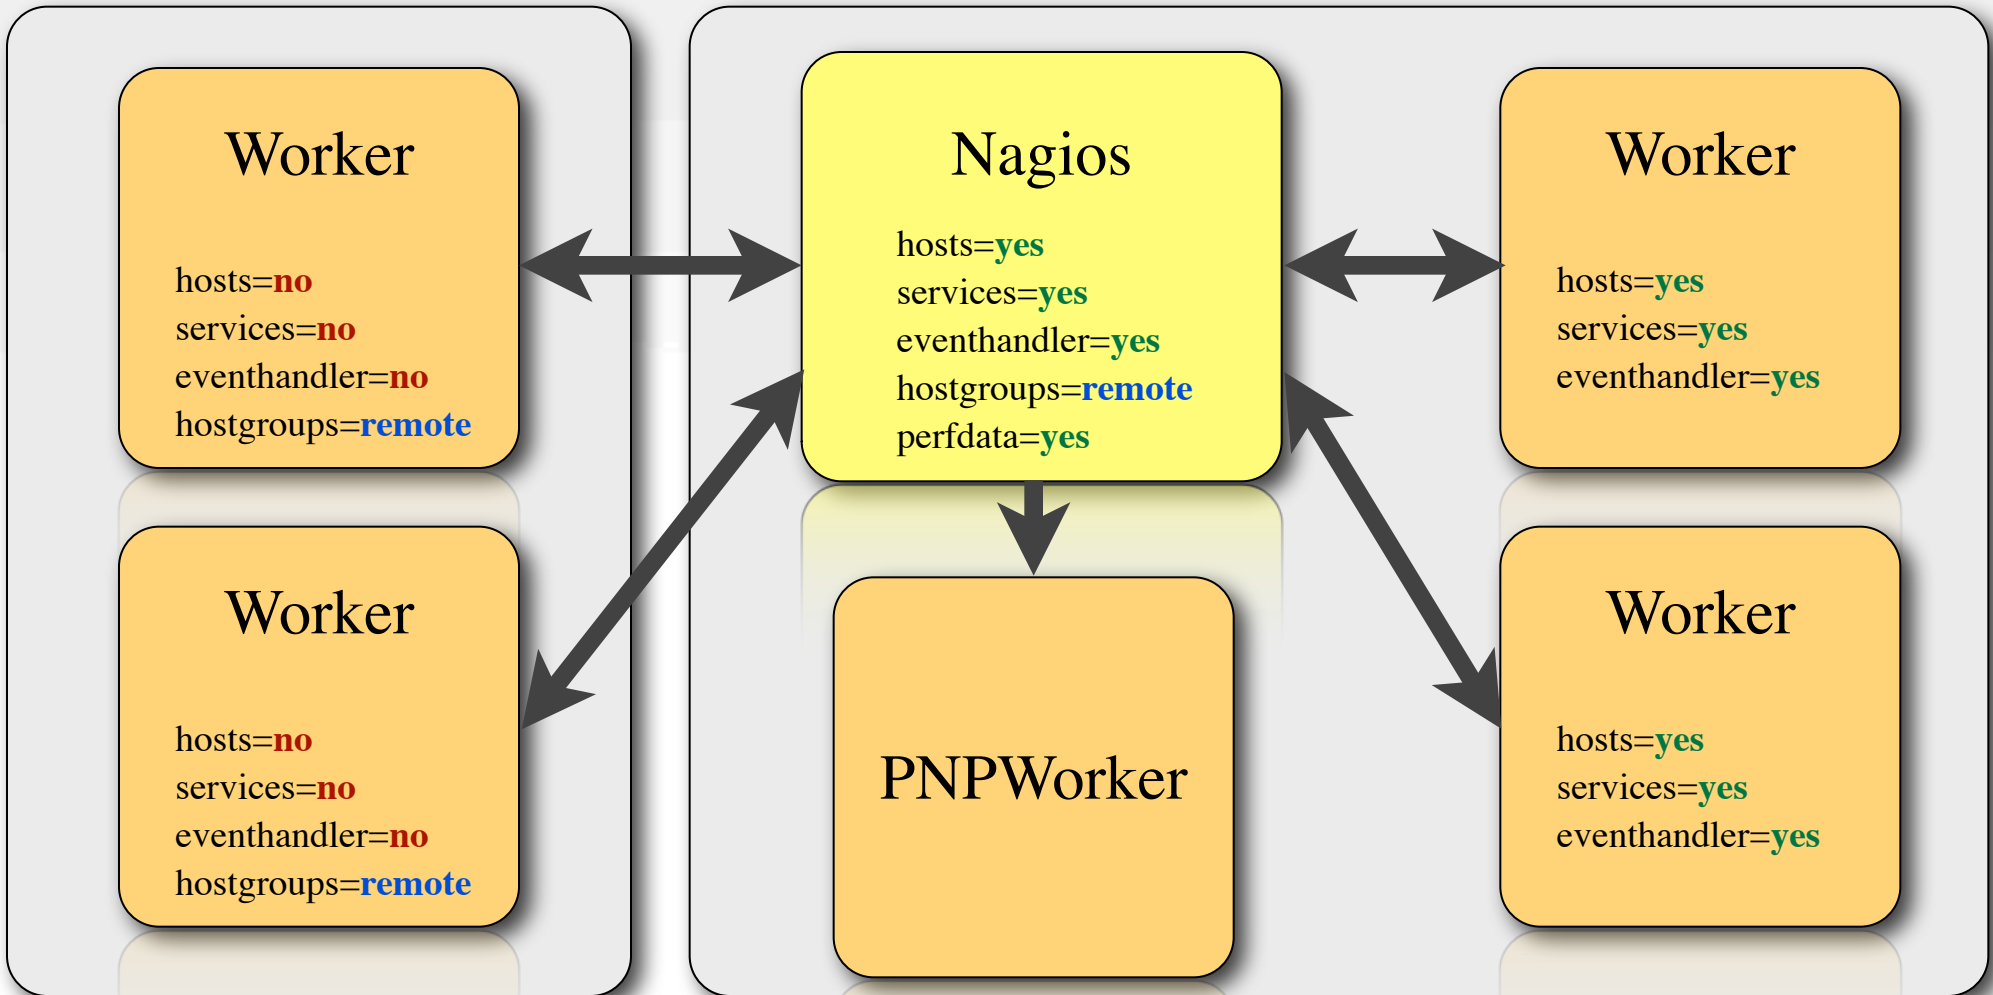 Worker
hosts=no
services=no
eventhandler=no
hostgroups=remote
Worker
hosts=no
services=no
eventhandler=no
hostgroups=remote
Nagios
hosts=yes
services=yes
eventhandler=yes
hostgroups=remote
perfdata=yes
PNPWorker
Worker
hosts=yes
services=yes
eventhandler=yes
Worker
hosts=yes
services=yes
eventhandler=yes